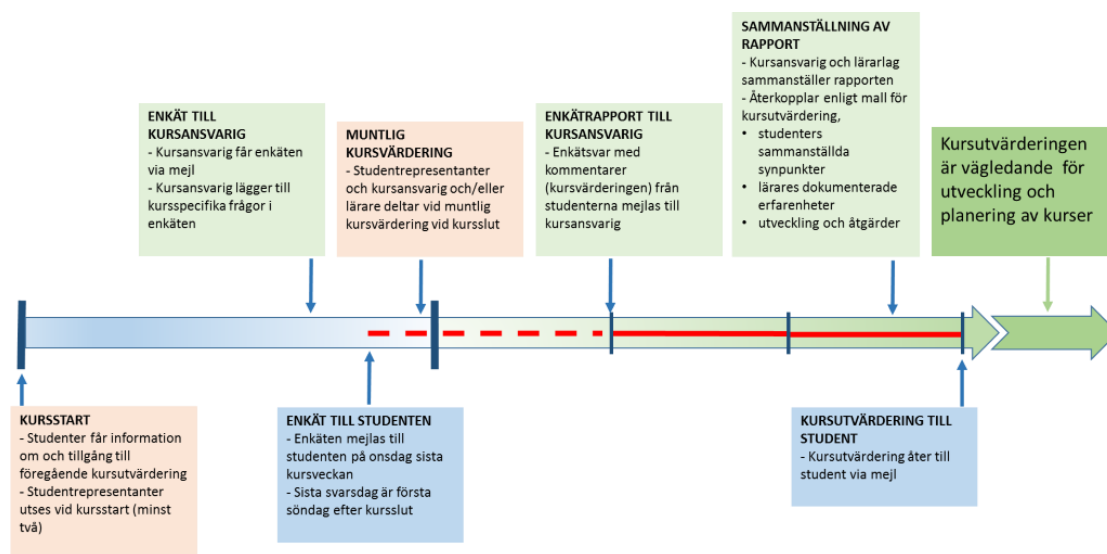 SAMMANSTÄLLNING AV
RAPPORT
- Kursansvarig och lärarlag
sammanställer rapporten
- Återkopplar enligt mall för
kursutvärdering,
• studenters
sammanställda
synpunkter
• lärares dokumenterade
erfarenheter
• utveckling och åtgärder
ENKÄT TILL
KURSANSVARIG
- Kursansvarig får enkäten
via mejl
- Kursansvarig lägger till
kursspecifika frågor i
enkäten
MUNTLIG
KURSVÄRDERING
- Studentrepresentanter
och kursansvarig och/eller
lärare deltar vid muntlig
kursvärdering vid kursslut
ENKÄTRAPPORT TILL
KURSANSVARIG
- Enkätsvar med
kommentarer
(kursvärderingen) från
studenterna mejlas till
kursansvarig
Kursutvärderingen
är vägledande för
utveckling och
planering av kurser
KURSSTART
- Studenter får information
om och tillgång till
föregående kursutvärdering
- Studentrepresentanter
utses vid kursstart (minst
två)
ENKÄT TILL STUDENTEN
- Enkäten mejlas till
studenten på onsdag sista
kursveckan
- Sista svarsdag är första
söndag efter kursslut
KURSUTVÄRDERING TILL
STUDENT
- Kursutvärdering åter till
student via mejl